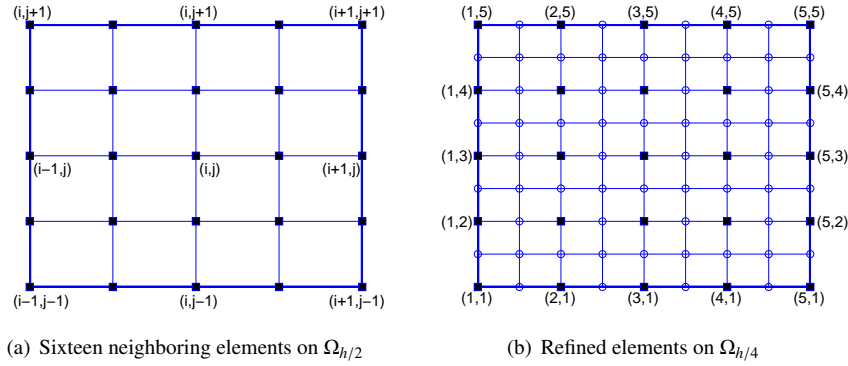 (i,j+1) (i,j+1) (i+1,j+1)
(i−1,j) (i,j) (i+1,j)
(i−1,j−1) (i,j−1) (i+1,j−1)
(a) Sixteen neighboring elements on Ωh/2
(1,5) (2,5) (3,5) (4,5) (5,5)
(1,4) (5,4)
(1,3) (5,3)
(1,2) (5,2)
(1,1) (2,1) (3,1) (4,1) (5,1)
(b) Refined elements on Ωh/4